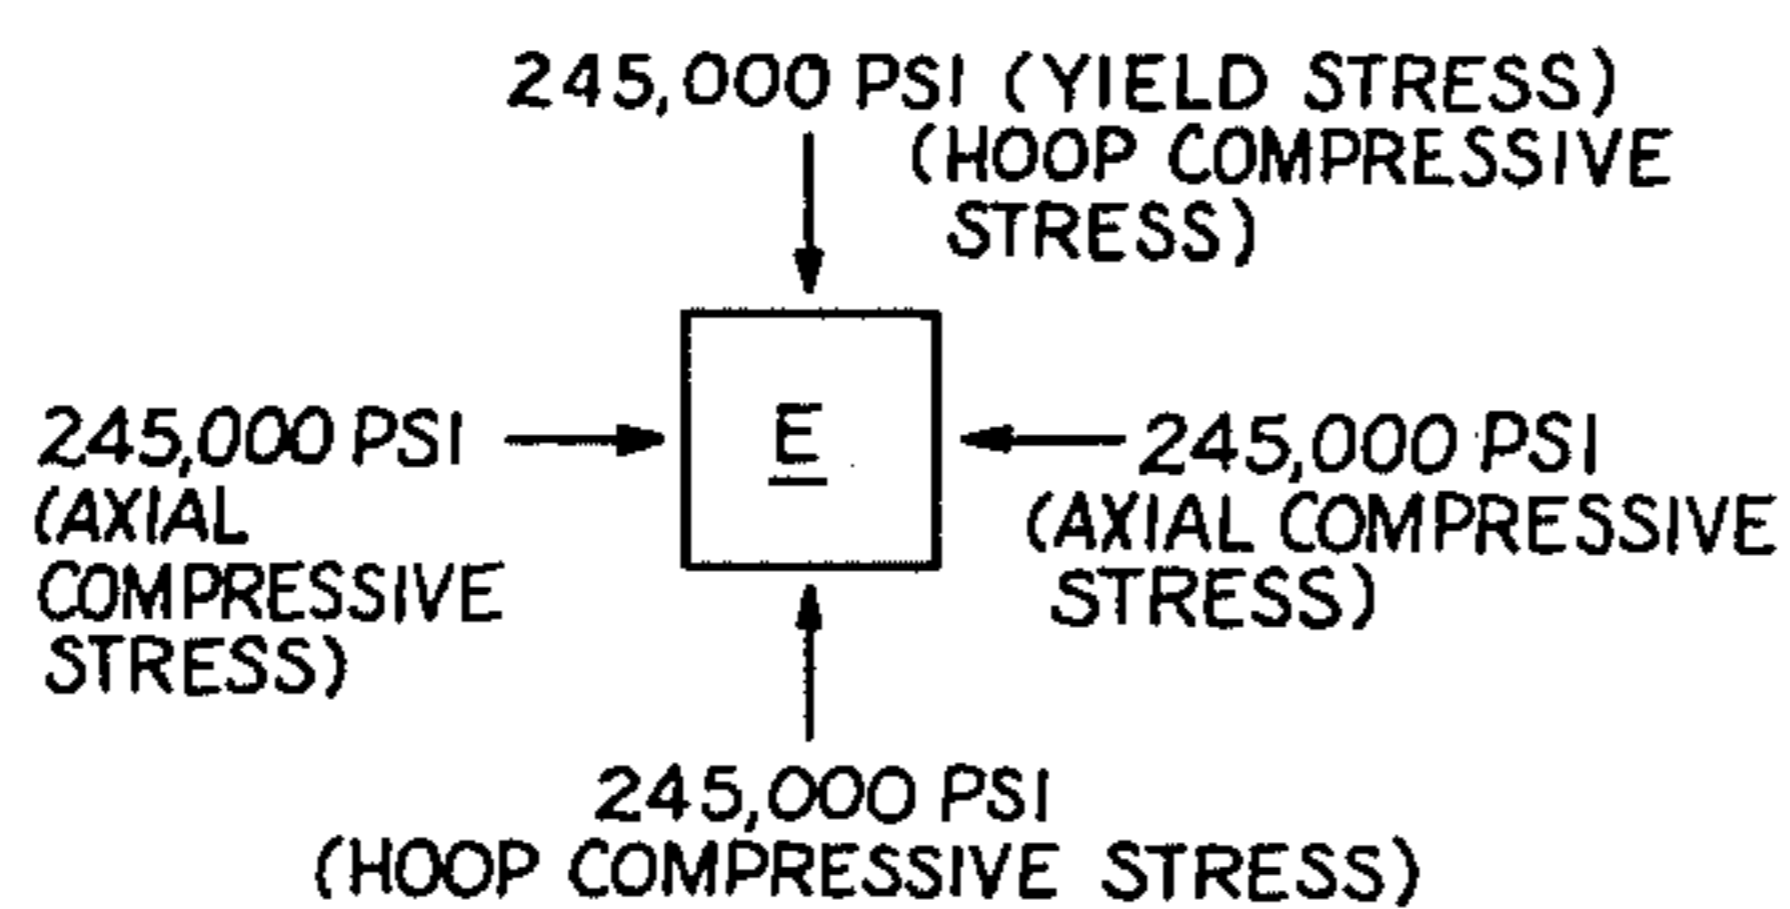 245,000 PSI (YIELD STRESS)
(HOOP COMPRESSIVE
STRESS)
E
245,000 PSI
(AXIAL
COMPRESSIVE
STRESS)
245,000 PSI
(AXIAL COMPRESSIVE
STRESS)
245,000 PSI
(HOOP COMPRESSIVE STRESS)